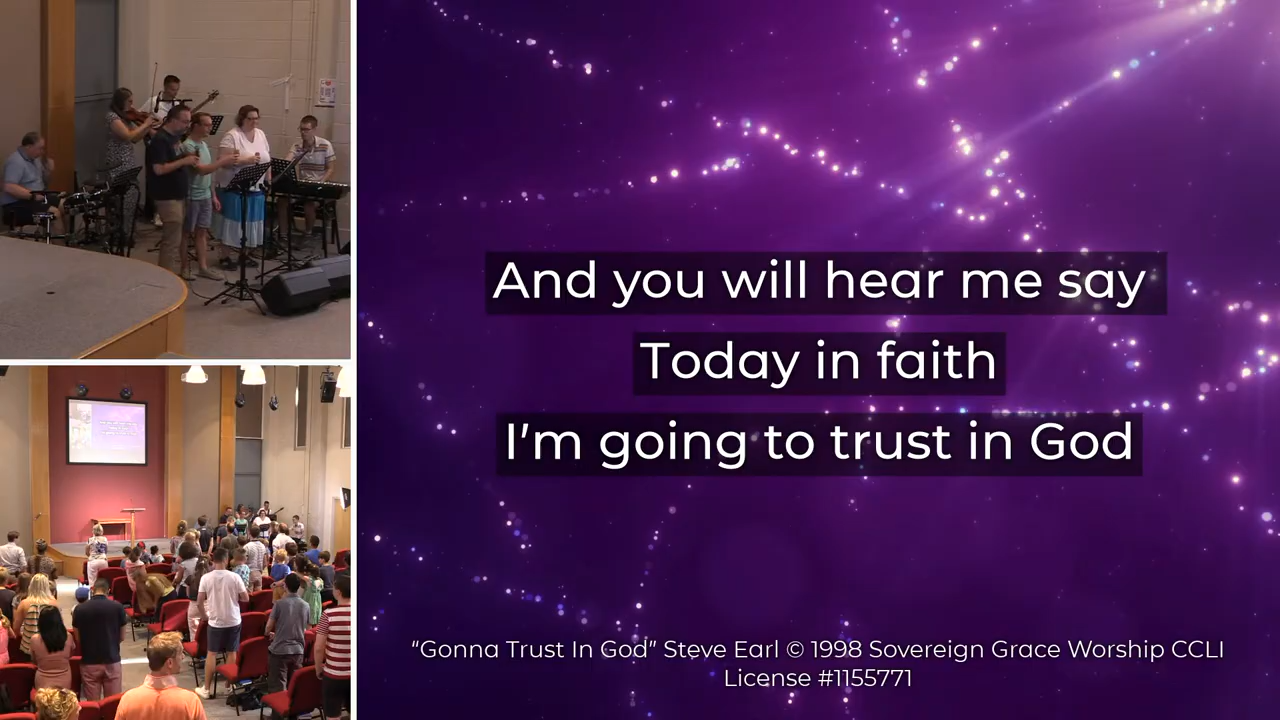 And you will hear me say
Today in faith
I'm going to trust in God
“Gonna Trust In God” Steve Earl © 1998 Sovereign Grace Worship CCLI
License #1155771